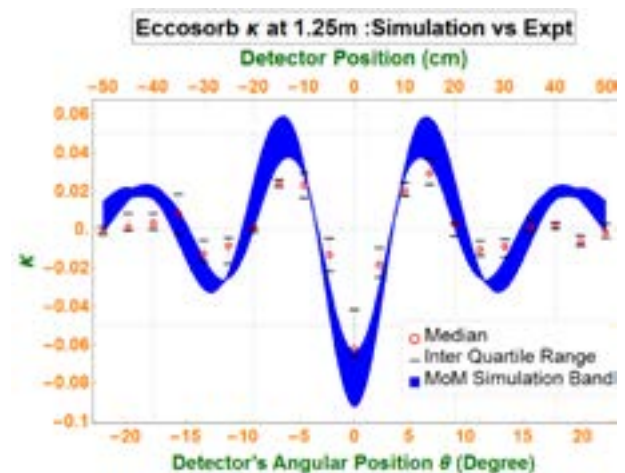 Eccosorb κ at 1.25m :Simulation vs Expt
Detector Position (cm)
-50 -40 -30 -20 -10 0 10 20 30 40 500
0.06
0.04
0.02
0.
-0.02
-0.04
-0.06
-0.08
-0.1
κ
Median
Inter Quartile Range
MoM Simulation Band
-20 -15 -10 -5 0 5 10 15 20
Detector's Angular Position θ (Degree)